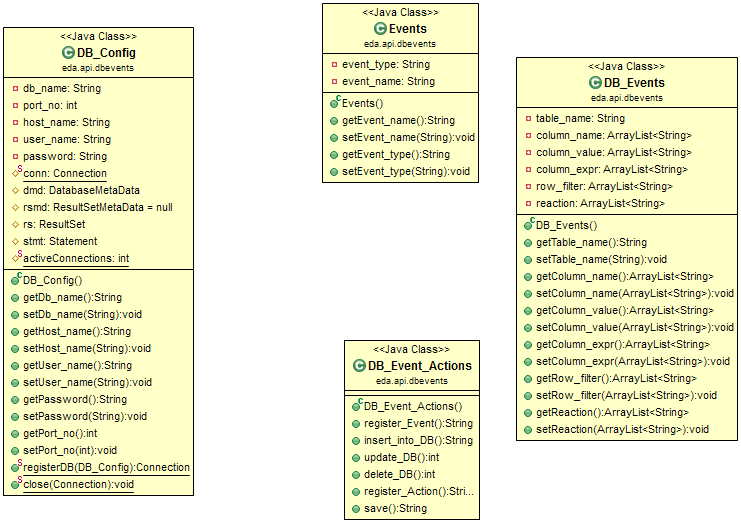 <<Java Class>>
DB_Config
eda.api.dbevents
db_name: String
port_no: int
host_name: String
user_name: String
password: String
conn: Connection
dmd: DatabaseMetaData
rsmd: ResultSetMetaData = null
rs: ResultSet
stmt: Statement
activeConnections: int
DB_Config()
getDb_name():String
setDb_name(String):void
getHost_name():String
setHost_name(String):void
getUser_name():String
setUser_name(String):void
getPassword():String
setPassword(String):void
getPort_no():int
setPort_no(int):void
registerDB(DB_Config):Connection
close(Connection):void
<<Java Class>>
Events
eda.api.dbevents
event_type: String
event_name: String
Events()
getEvent_name():String
setEvent_name(String):void
getEvent_type():String
setEvent_type(String):void
<<Java Class>>
DB_Event_Actions
eda.api.dbevents
DB_Event_Actions()
register_Event():String
insert_into_DB():String
update_DB():int
delete_DB():int
register_Action():Stri...
save():String
<<Java Class>>
DB_Events
eda.api.dbevents
table_name: String
column_name: ArrayList<String>
column_value: ArrayList<String>
column_expr: ArrayList<String>
row_filter: ArrayList<String>
reaction: ArrayList<String>
DB_Events()
getTable_name():String
setTable_name(String):void
getColumn_name():ArrayList<String>
setColumn_name(ArrayList<String>):void
getColumn_value():ArrayList<String>
setColumn_value(ArrayList<String>):void
getColumn_expr():ArrayList<String>
setColumn_expr(ArrayList<String>):void
getRow_filter():ArrayList<String>
setRow_filter(ArrayList<String>):void
getReaction():ArrayList<String>
setReaction(ArrayList<String>):void